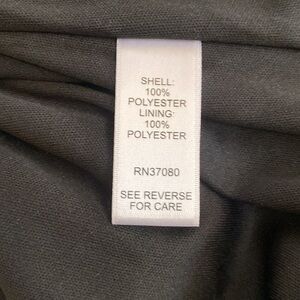 SHELL:
100%
POLYESTER
LINING:
100%
POLYESTER
RN37080
SEE REVERSE
FOR CARE